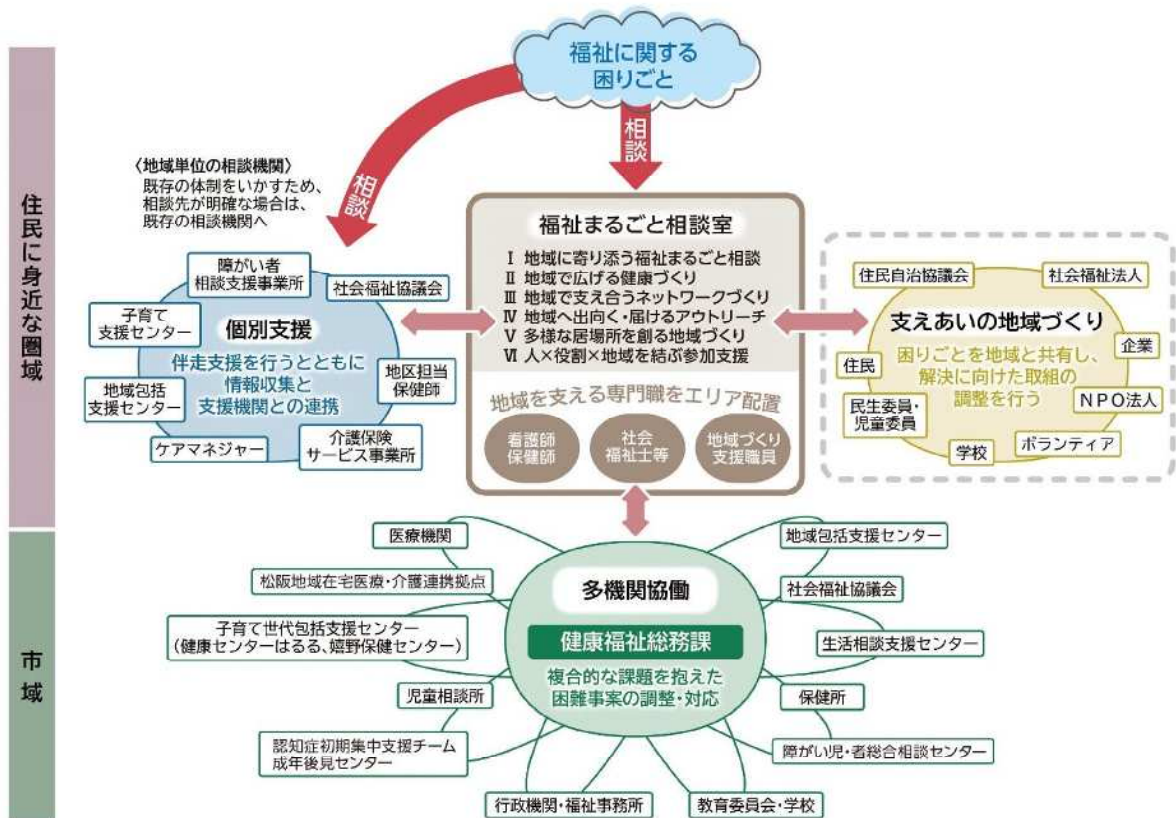 福祉に関する
困りごと
相談
相談
住民に身近な圏域
〈地域単位の相談機関〉
既存の体制をいかすため、
相談先が明確な場合は、
既存の相談機関へ
障がい者
相談支援事業所
社会福祉協議会
子育て
支援センター
個別支援
伴走支援を行うとともに
情報収集と
支援機関との連携
地区担当
保健師
地域包括
支援センター
ケアマネジャー
介護保険
サービス事業所
福祉まるごと相談室
Ⅰ 地域に寄り添う福祉まるごと相談
Ⅱ 地域で広げる健康づくり
Ⅲ 地域で支え合うネットワークづくり
Ⅳ 地域へ出向く・届けるアウトリーチ
Ⅴ 多様な居場所を創る地域づくり
Ⅵ 人×役割×地域を結ぶ参加支援
地域を支える専門職をエリア配置
看護師
保健師
社会
福祉士等
地域づくり
支援職員
住民自治協議会
社会福祉法人
支えあいの地域づくり
困りごとを地域と共有し、
解決に向けた取組の
調整を行う
住民
企業
民生委員・
児童委員
NPO法人
学校
ボランティア
市域
医療機関
地域包括支援センター
松阪地域在宅医療・介護連携拠点
社会福祉協議会
多機関協働
健康福祉総務課
複合的な課題を抱えた
困難事案の調整・対応
子育て世代包括支援センター
(健康センターはるる、嬉野保健センター)
生活相談支援センター
児童相談所
保健所
認知症初期集中支援チーム
成年後見センター
障がい児・者総合相談センター
行政機関・福祉事務所
教育委員会・学校